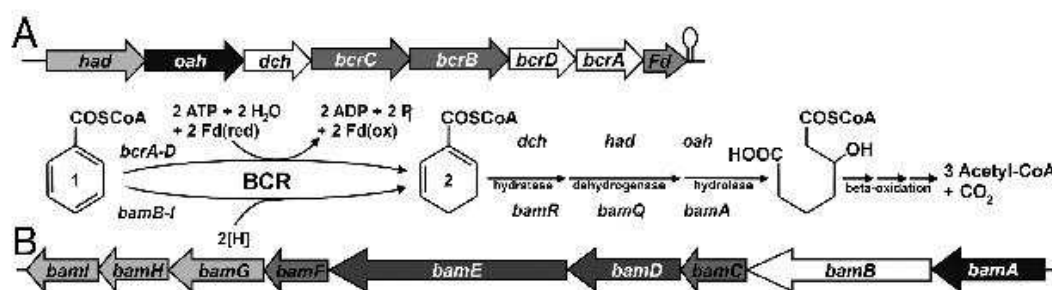 A
had oah dch bcrC bcrB bcrD bcrA Fd
COSCoA 2 ATP + 2 H₂O 2 ADP + 2 Pᵢ COSCoA COSCoA
+ 2 Fd(red) + 2 Fd(ox) dch had oah
bcrA-D HOOC OH
1 BCR 2 hydratase dehydrogenase hydrolase beta-oxidation 3 Acetyl-CoA
+ CO₂
bamB-I bamR bamQ bamA
2[H]
B
bamI bamH bamG bamF bamE bamD bamC bamB bamA